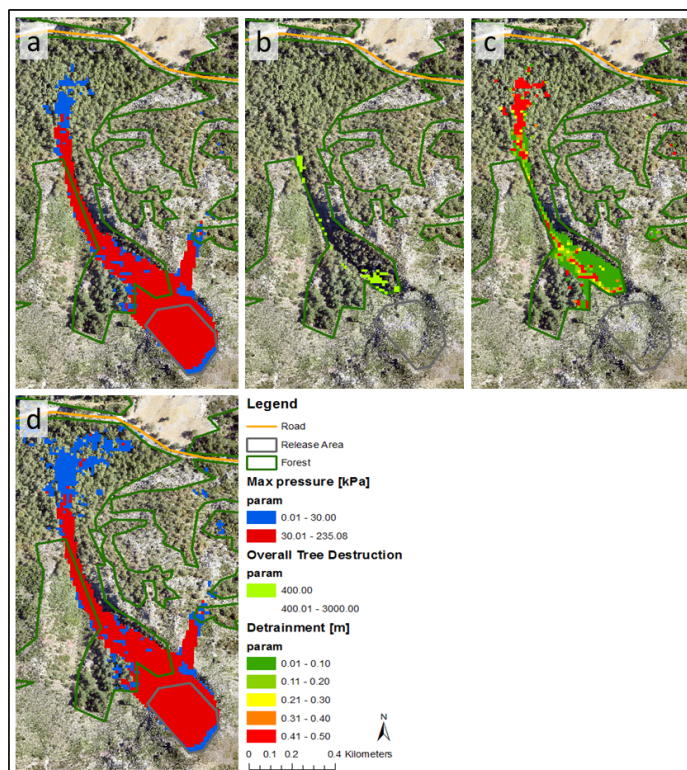 a
b
c
d
Legend
Road
Release Area
Forest
Max pressure [kPa]
param
0.01 - 30.00
30.01 - 235.08
Overall Tree Destruction
param
400.00
400.01 - 3000.00
Detrainment [m]
param
0.01 - 0.10
0.11 - 0.20
0.21 - 0.30
0.31 - 0.40
0.41 - 0.50
N
0 0.1 0.2 0.4 Kilometers